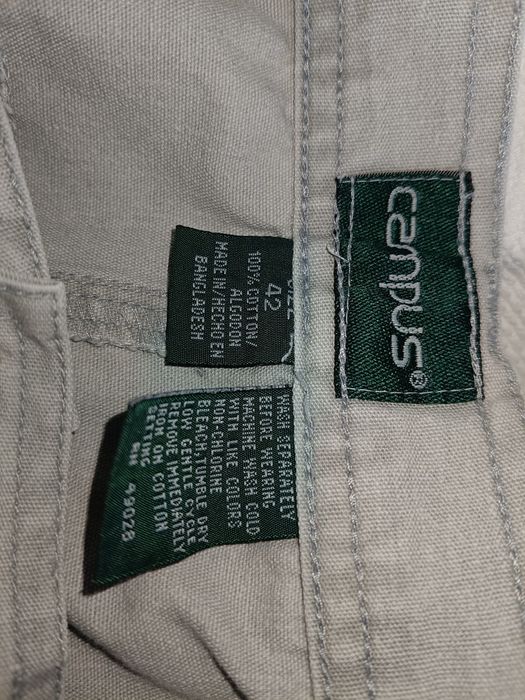 campus®
SIZE
42
100% COTTON/
ALGODON
MADE IN/HECHO EN
BANGLADESH
WASH SEPARATELY
BEFORE WEARING
MACHINE WASH COLD
WITH LIKE COLORS
NON-CHLORINE
BLEACH,TUMBLE DRY
LOW GENTLE CYCLE
REMOVE IMMEDIATELY
IRON ON COTTON
SETTING